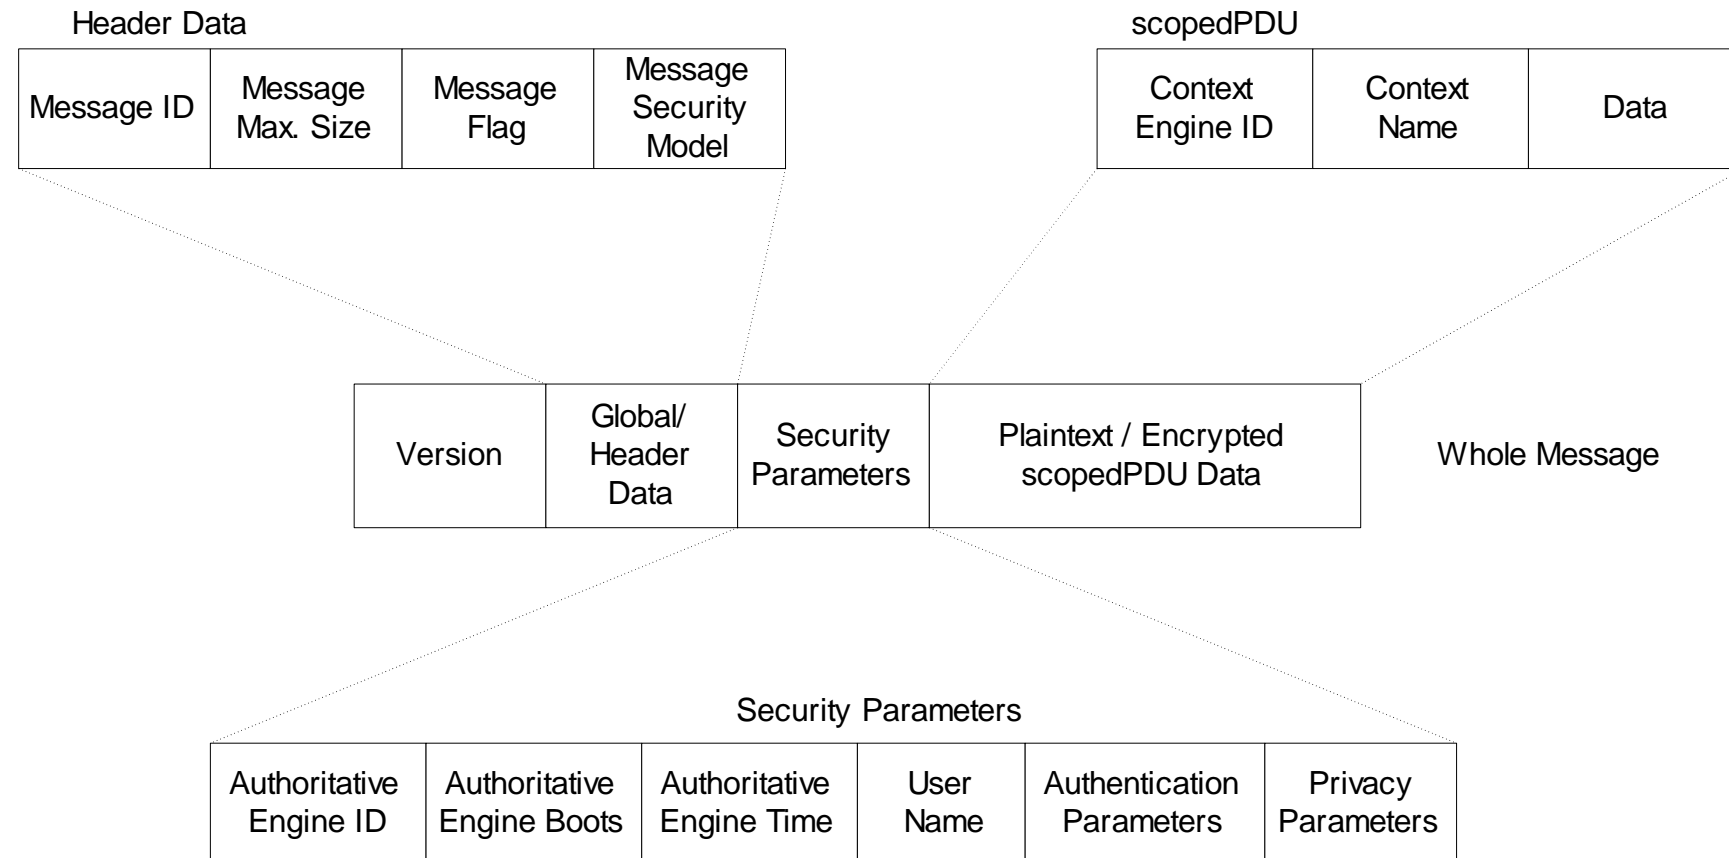 Header Data
Message ID
Message
Max. Size
Message
Flag
Message
Security
Model
scopedPDU
Context
Engine ID
Context
Name
Data
Version
Global/
Header
Data
Security
Parameters
Plaintext / Encrypted
scopedPDU Data
Whole Message
Security Parameters
Authoritative
Engine ID
Authoritative
Engine Boots
Authoritative
Engine Time
User
Name
Authentication
Parameters
Privacy
Parameters